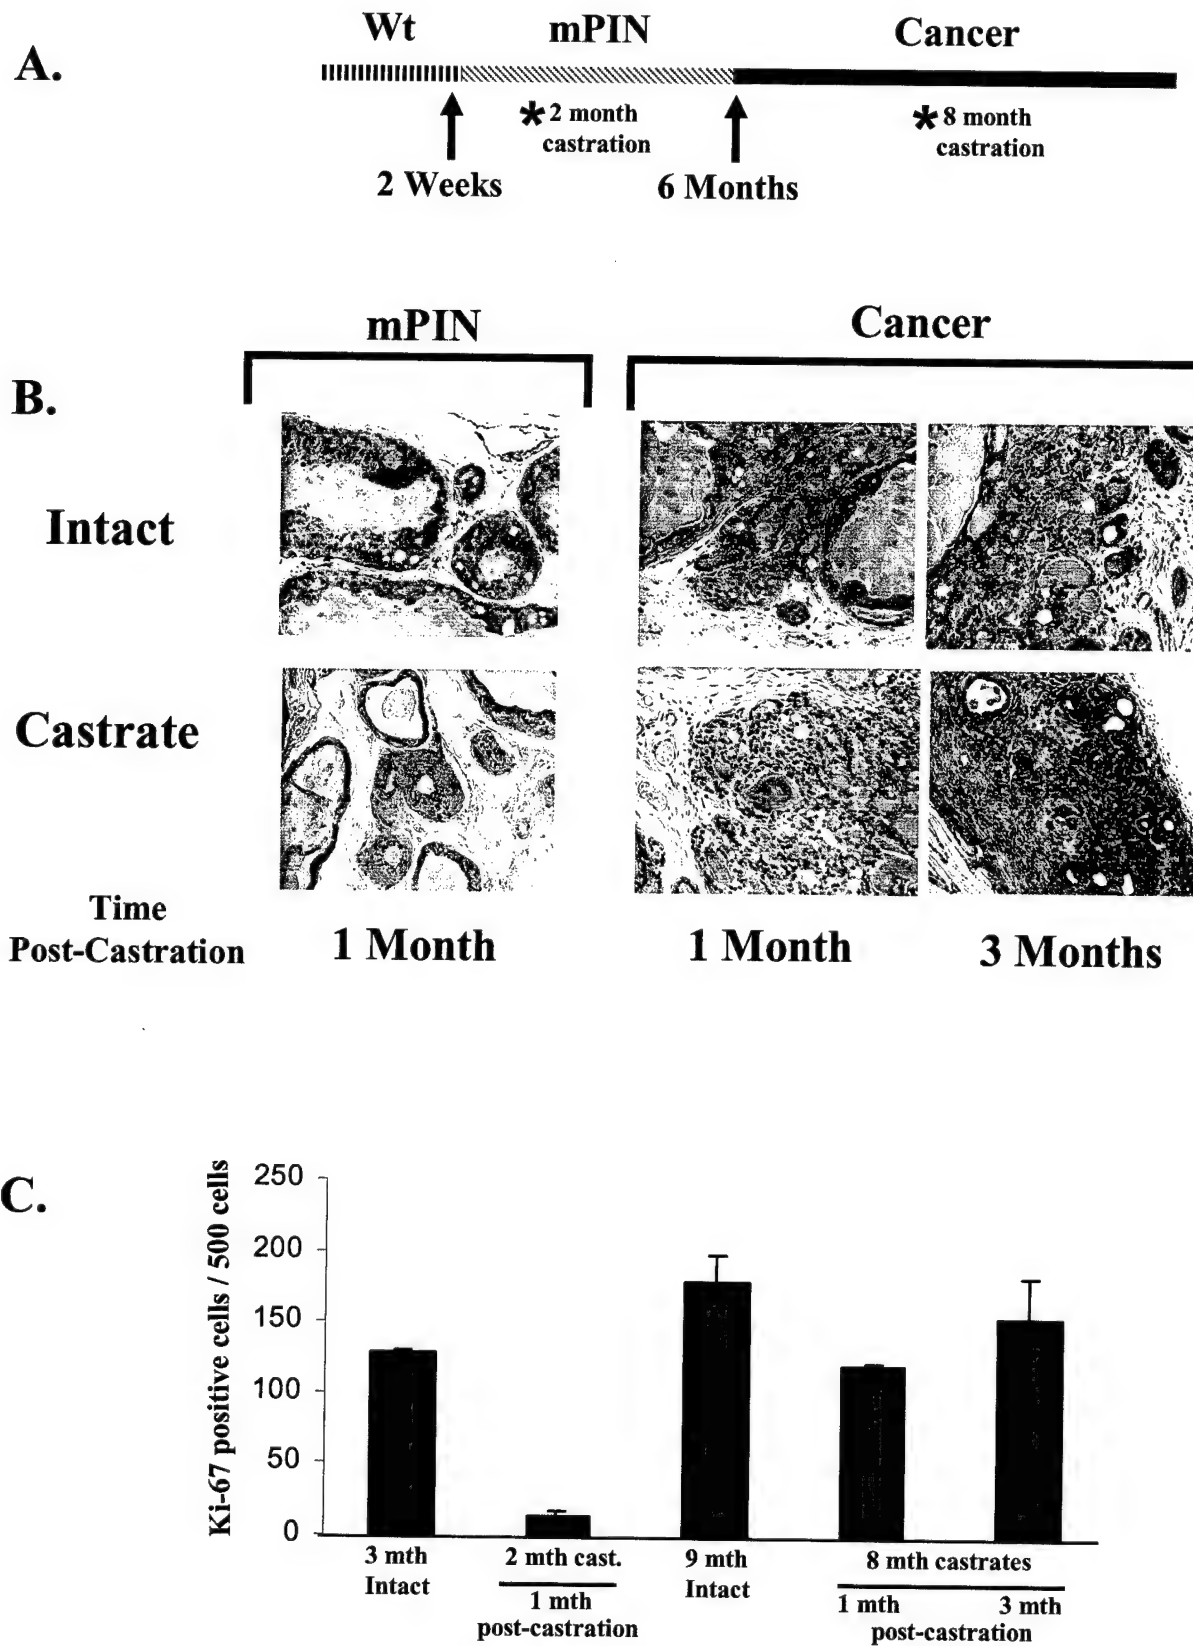 A.
Wt mPIN Cancer
* 2 month
castration
* 8 month
castration
2 Weeks 6 Months
mPIN Cancer
B.
Intact
Castrate
Time
Post-Castration
1 Month 1 Month 3 Months
C.
Ki-67 positive cells / 500 cells
250
200
150
100
50
0
3 mth
Intact
2 mth cast.
1 mth
post-castration
9 mth
Intact
8 mth castrates
1 mth 3 mth
post-castration